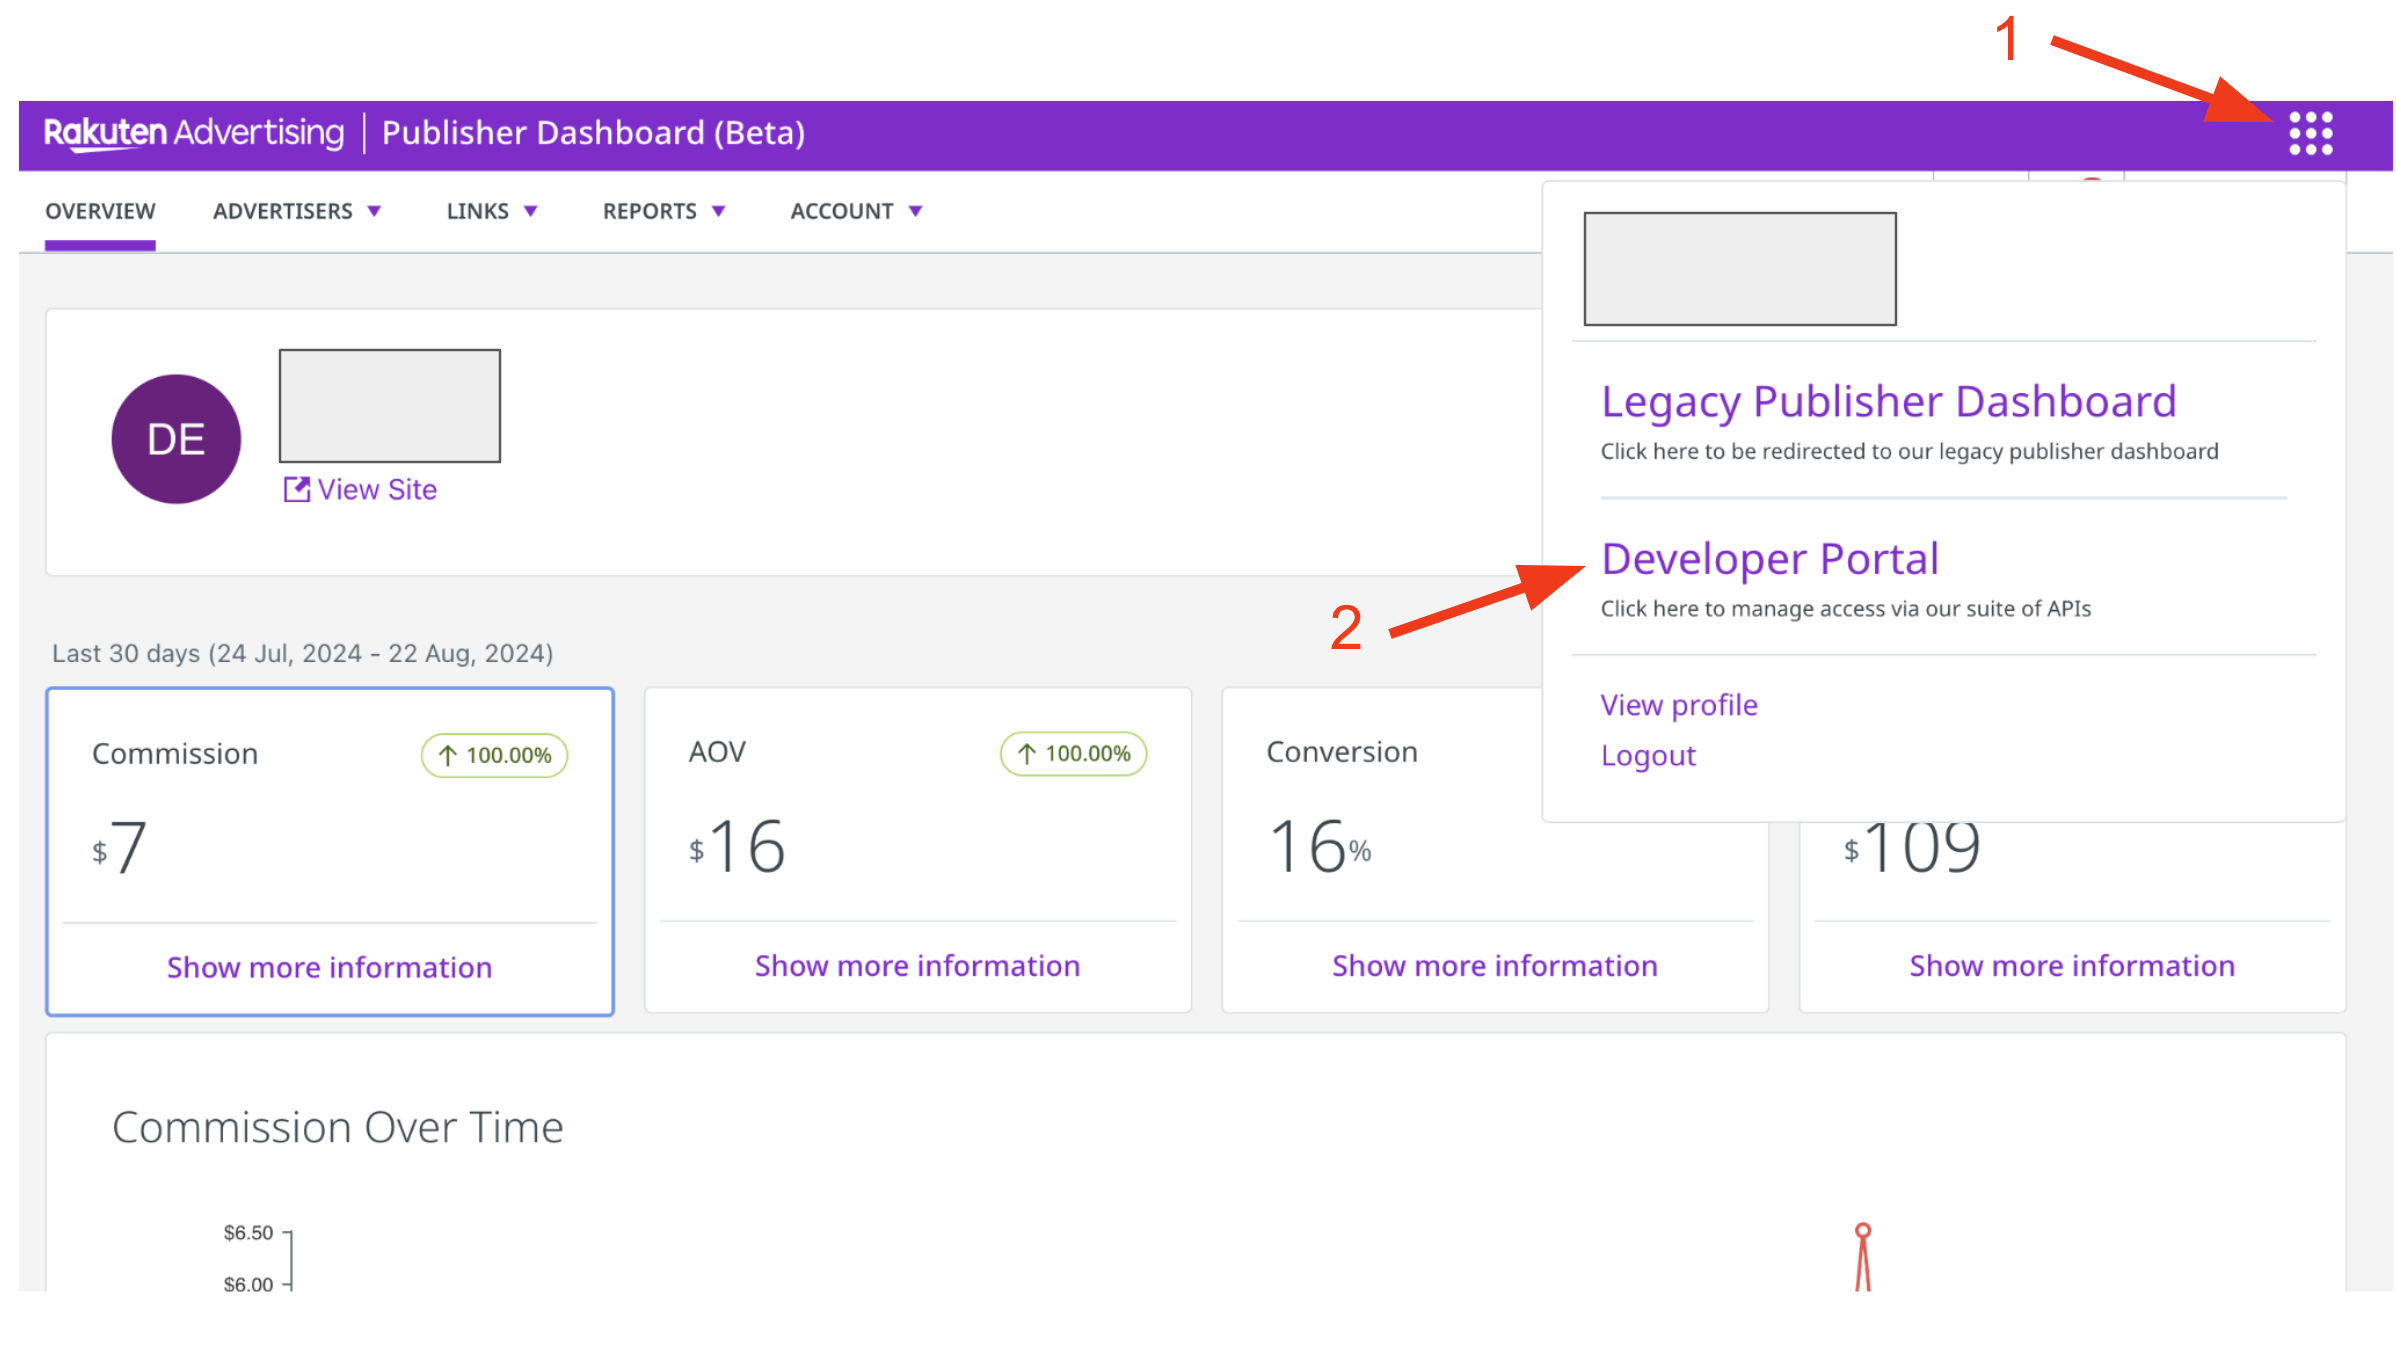 1
Rakuten Advertising | Publisher Dashboard (Beta)
OVERVIEW ADVERTISERS LINKS REPORTS ACCOUNT
DE
View Site
Legacy Publisher Dashboard
Click here to be redirected to our legacy publisher dashboard
2
Developer Portal
Click here to manage access via our suite of APIs
View profile
Logout
Last 30 days (24 Jul, 2024 - 22 Aug, 2024)
Commission
↑ 100.00%
$7
Show more information
AOV
↑ 100.00%
$16
Show more information
Conversion
16%
Show more information
$109
Show more information
Commission Over Time
$6.50
$6.00